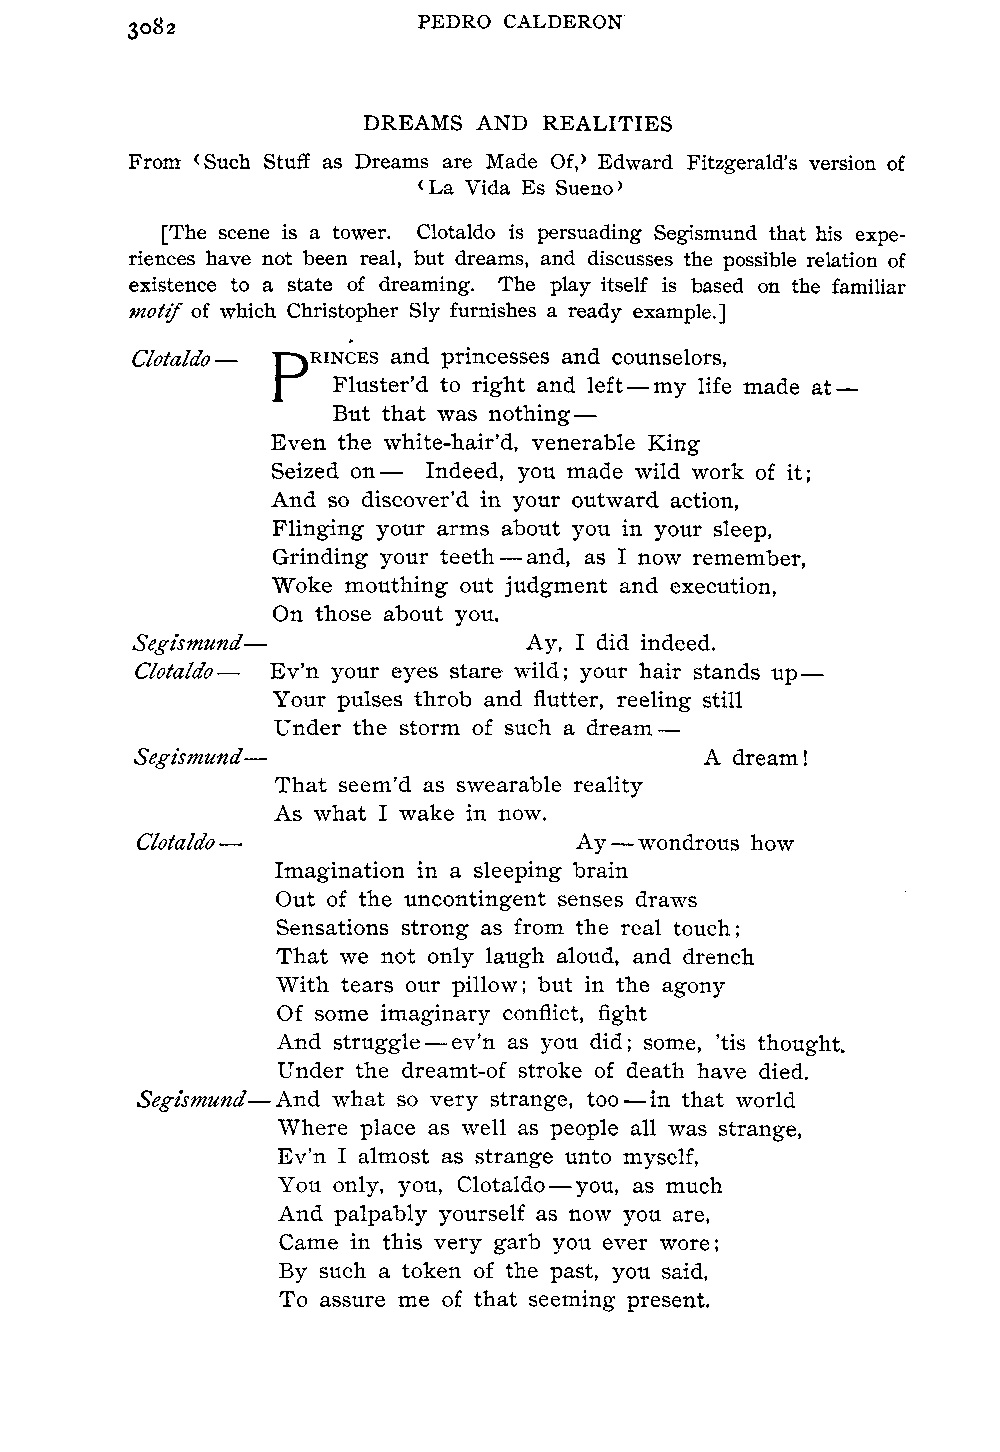 3082
PEDRO CALDERON
DREAMS AND REALITIES
From ‹Such Stuff as Dreams are Made Of,› Edward Fitzgerald's version of
‹La Vida Es Sueno›
[The scene is a tower. Clotaldo is persuading Segismund that his expe-
riences have not been real, but dreams, and discusses the possible relation of
existence to a state of dreaming. The play itself is based on the familiar
motif of which Christopher Sly furnishes a ready example.]
Clotaldo— PRINCES and princesses and counselors,
Fluster'd to right and left—my life made at—
But that was nothing—
Even the white-hair'd, venerable King
Seized on— Indeed, you made wild work of it;
And so discover'd in your outward action,
Flinging your arms about you in your sleep,
Grinding your teeth—and, as I now remember,
Woke mouthing out judgment and execution,
On those about you.
Segismund— Ay, I did indeed.
Clotaldo— Ev'n your eyes stare wild; your hair stands up—
Your pulses throb and flutter, reeling still
Under the storm of such a dream—
Segismund— A dream!
That seem'd as swearable reality
As what I wake in now.
Clotaldo— Ay—wondrous how
Imagination in a sleeping brain
Out of the uncontingent senses draws
Sensations strong as from the real touch;
That we not only laugh aloud, and drench
With tears our pillow; but in the agony
Of some imaginary conflict, fight
And struggle—ev'n as you did; some, 'tis thought.
Under the dreamt-of stroke of death have died.
Segismund—And what so very strange, too—in that world
Where place as well as people all was strange,
Ev'n I almost as strange unto myself,
You only, you, Clotaldo—you, as much
And palpably yourself as now you are,
Came in this very garb you ever wore;
By such a token of the past, you said,
To assure me of that seeming present.